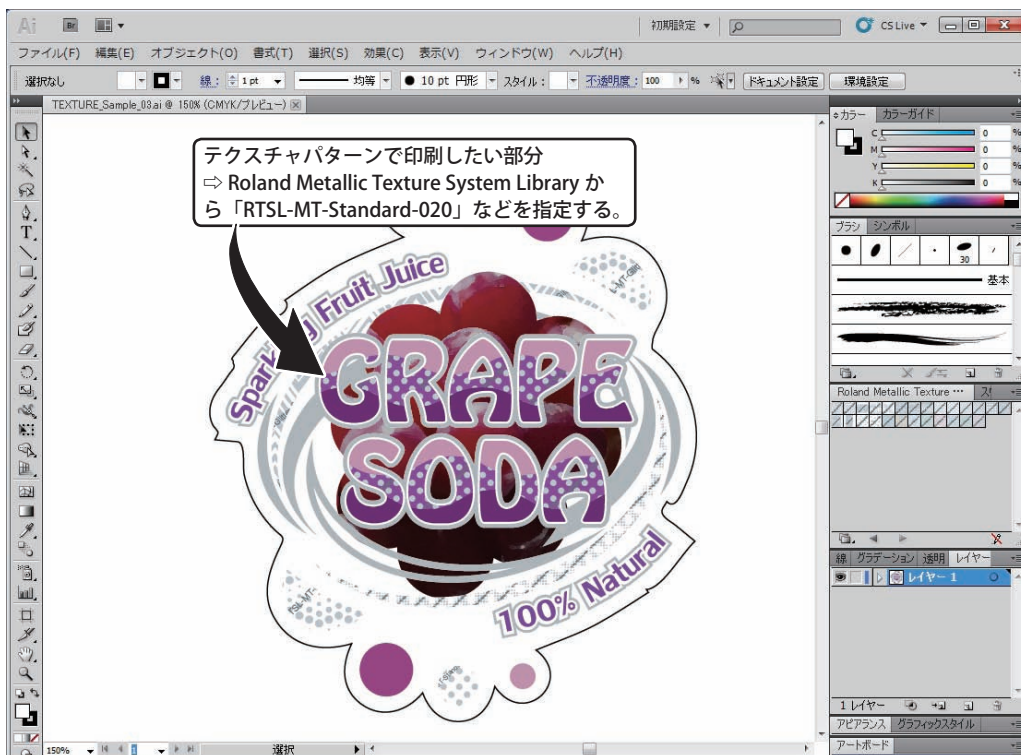 Ai Br 初期設定 CS Live
ファイル(F) 編集(E) オブジェクト(O) 書式(T) 選択(S) 効果(C) 表示(V) ウィンドウ(W) ヘルプ(H)
選択なし 線: 1 pt 均等 10 pt 円形 スタイル: 不透明度: 100 % ドキュメント設定 環境設定
TEXTURE_Sample_03.ai @ 150% (CMYK/プレビュー)
カラー カラーガイド
C 0 %
M 0 %
Y 0 %
K 0 %
テクスチャパターンで印刷したい部分
⇨ Roland Metallic Texture System Library か
ら「RTSL-MT-Standard-020」などを指定する。
ブラシ シンボル
30
基本
Fruit Juice
GRAPE
SODA
100% Natural
Roland Metallic Texture ···
線 グラデーション 透明 レイヤー
レイヤー 1
1 レイヤー
アピアランス グラフィックスタイル
アートボード
150% 1 選択